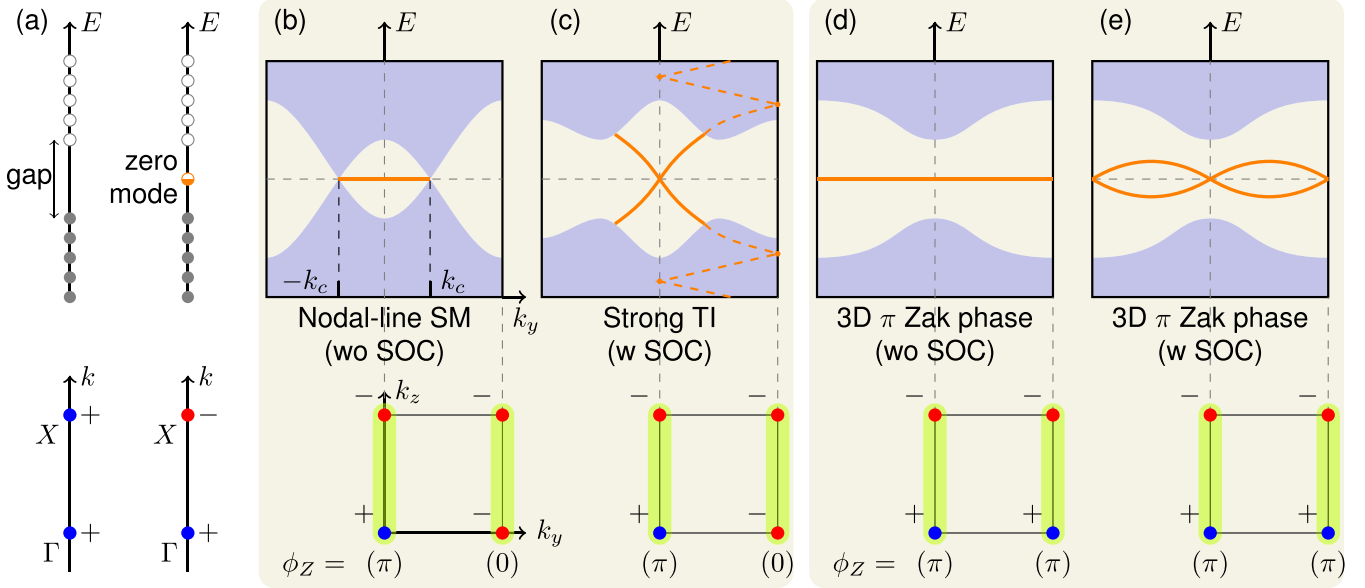 (a)
E
E
gap
zero
mode
k
k
+
−
X
X
+
+
Γ
Γ
(b)
E
−k_c
k_c
k_y
Nodal-line SM
(wo SOC)
−
−
k_z
+
−
k_y
ϕ_Z =
(π)
(0)
(c)
E
Strong TI
(w SOC)
−
−
+
−
(π)
(0)
(d)
E
3D π Zak phase
(wo SOC)
−
−
+
+
ϕ_Z =
(π)
(π)
(e)
E
3D π Zak phase
(w SOC)
−
−
+
+
(π)
(π)